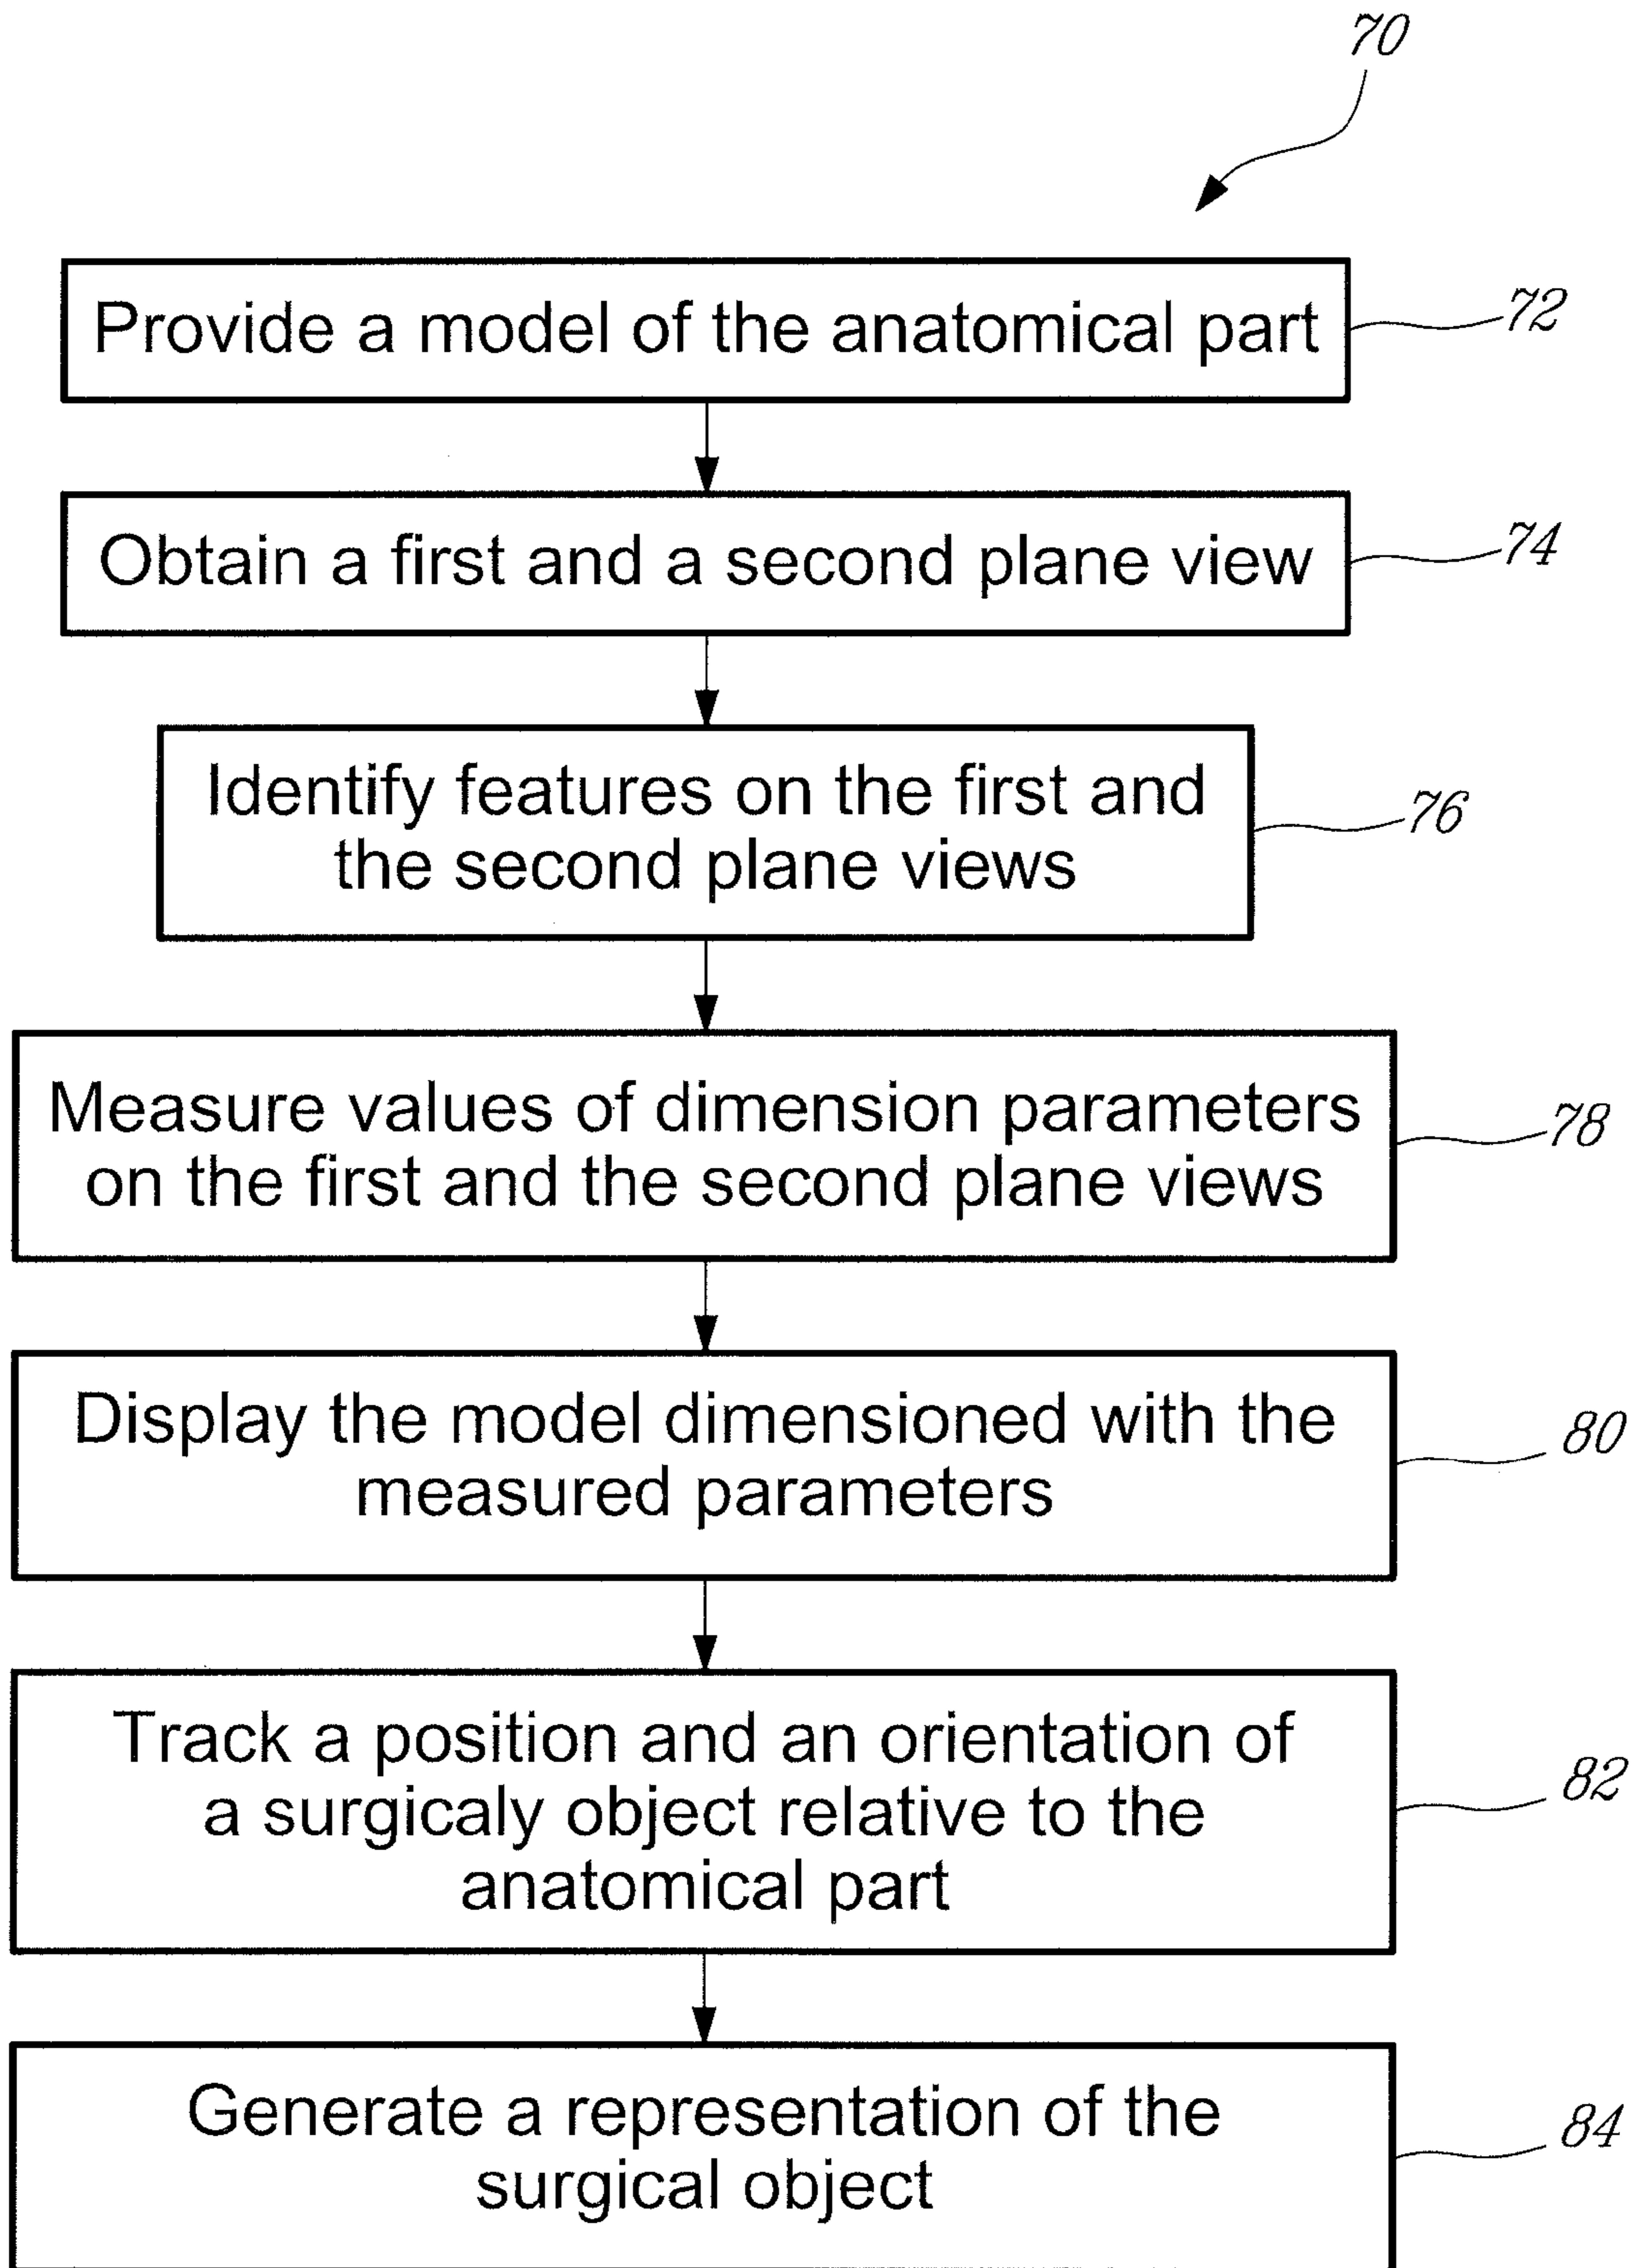 70
Provide a model of the anatomical part
72
Obtain a first and a second plane view
74
Identify features on the first and
the second plane views
76
Measure values of dimension parameters
on the first and the second plane views
78
Display the model dimensioned with the
measured parameters
80
Track a position and an orientation of
a surgicaly object relative to the
anatomical part
82
Generate a representation of the
surgical object
84